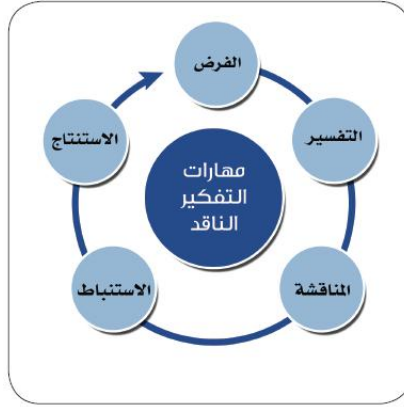 الفرض
التفسير
المناقشة
الاستنباط
الاستنتاج
مهارات
التفكير
الناقد